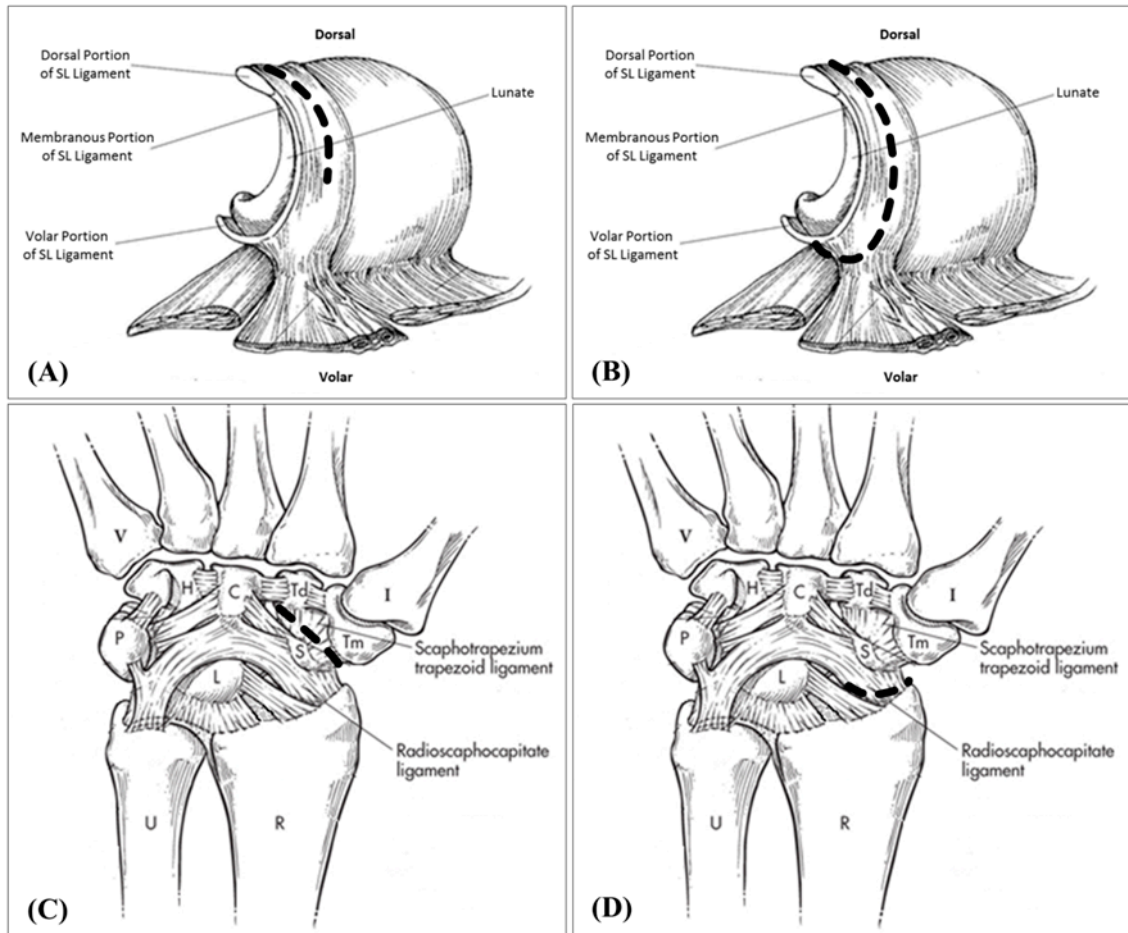 Dorsal
Dorsal Portion
of SL Ligament
Lunate
Membranous Portion
of SL Ligament
Volar Portion
of SL Ligament
Volar
(A)
Dorsal
Dorsal Portion
of SL Ligament
Lunate
Membranous Portion
of SL Ligament
Volar Portion
of SL Ligament
Volar
(B)
V
H
C
Td
I
P
Tm
S
Scaphotrapezium
trapezoid ligament
L
Radioscaphocapitate
ligament
U
R
(C)
V
H
C
Td
I
P
Tm
S
Scaphotrapezium
trapezoid ligament
L
Radioscaphocapitate
ligament
U
R
(D)